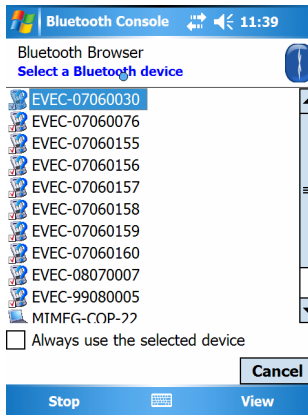 Bluetooth Console 11:39
Bluetooth Browser
Select a Bluetooth device
EVEC-07060030
EVEC-07060076
EVEC-07060155
EVEC-07060156
EVEC-07060157
EVEC-07060158
EVEC-07060159
EVEC-07060160
EVEC-08070007
EVEC-99080005
MIMFG-COP-22
Always use the selected device
Cancel
Stop View